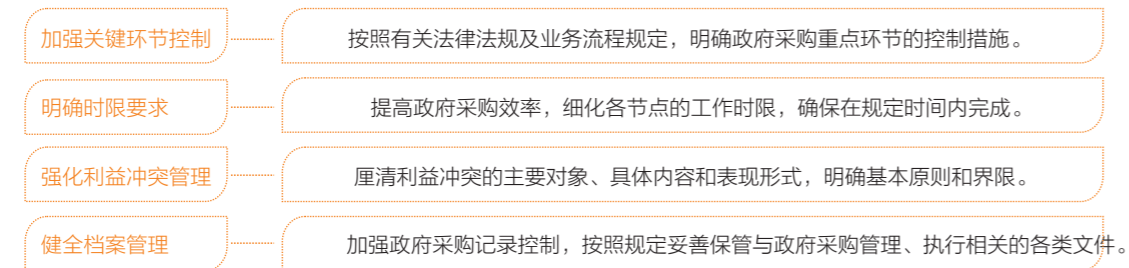 加强关键环节控制
按照有关法律法规及业务流程规定，明确政府采购重点环节的控制措施。
明确时限要求
提高政府采购效率，细化各节点的工作时限，确保在规定时间内完成。
强化利益冲突管理
厘清利益冲突的主要对象、具体内容和表现形式，明确基本原则和界限。
健全档案管理
加强政府采购记录控制，按照规定妥善保管与政府采购管理、执行相关的各类文件。